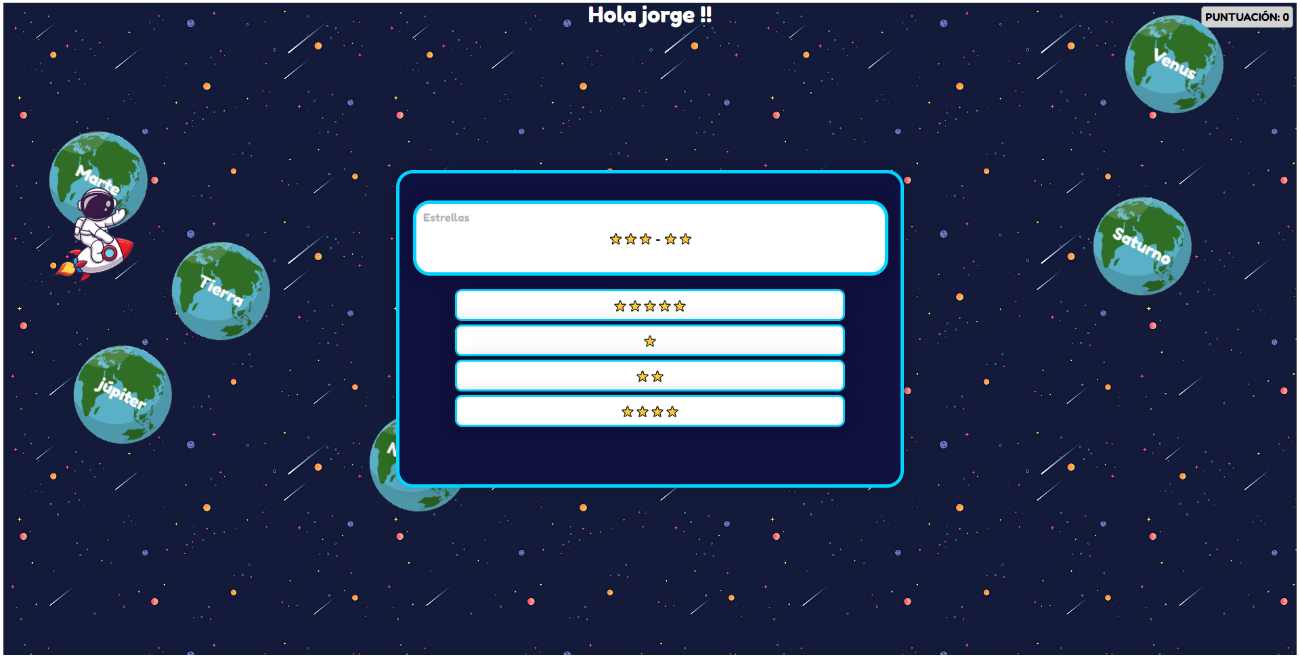 Hola jorge !!
PUNTUACIÓN: 0
Venus
Marte
Estrellas
⭐⭐⭐ - ⭐⭐
Saturno
Tierra
⭐⭐⭐⭐⭐
⭐
⭐⭐
júpiter
⭐⭐⭐⭐